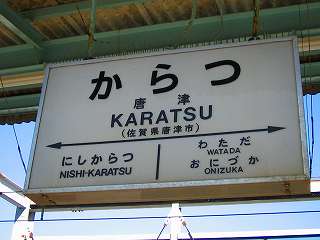 からつ
唐津
KARATSU
(佐賀県唐津市)
にしからつ
NISHI-KARATSU
わただ
WATADA
おにづか
ONIZUKA